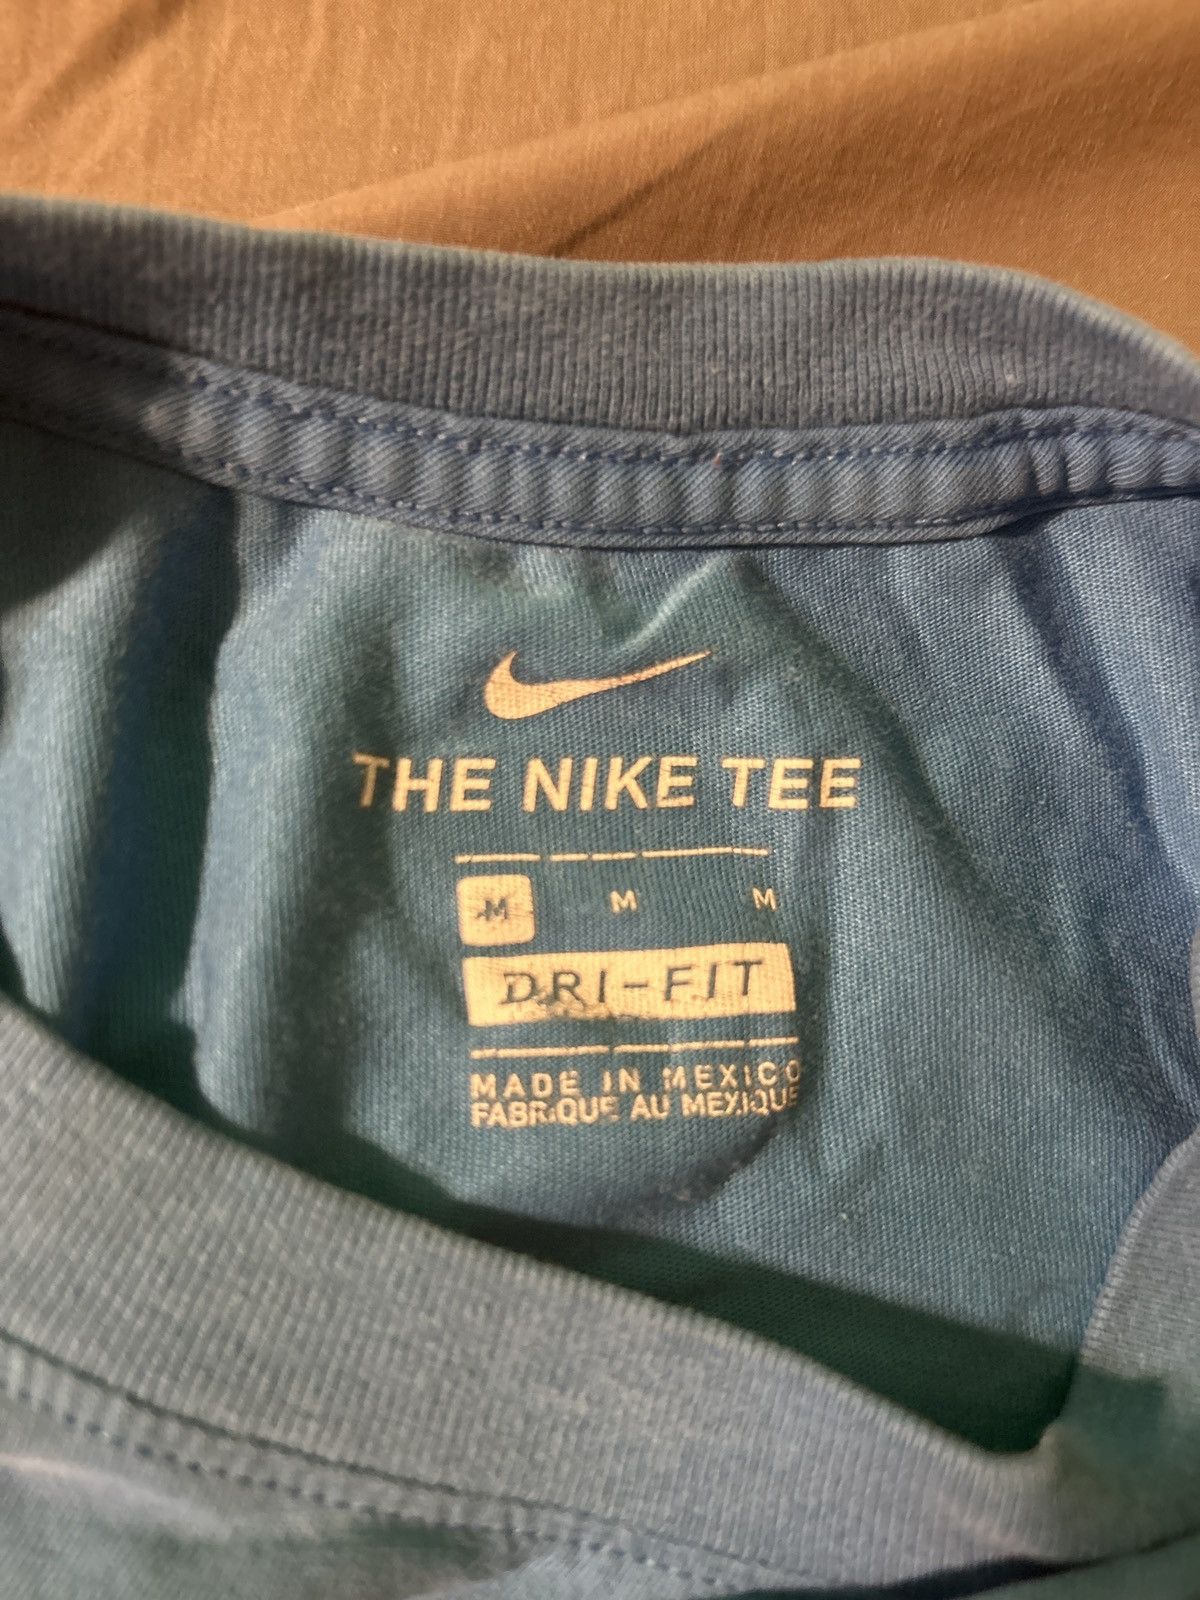 THE NIKE TEE
M M M
DRI-FIT
MADE IN MEXICO
FABRIQUE AU MEXIQUE